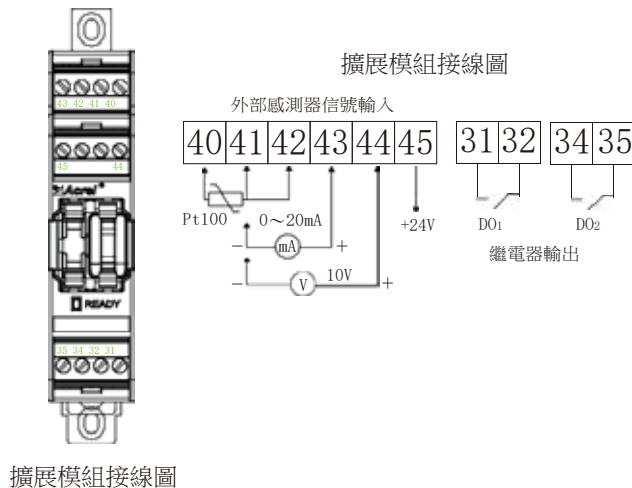 擴展模組接線圖
外部感測器信號輸入
40 41 42 43 44 45
31 32
34 35
Pt100
0～20mA
+24V
DO1
DO2
− mA +
繼電器輸出
− V 10V +
43 42 41 40
45 44
Acrel®
READY
35 34 32 31
擴展模組接線圖